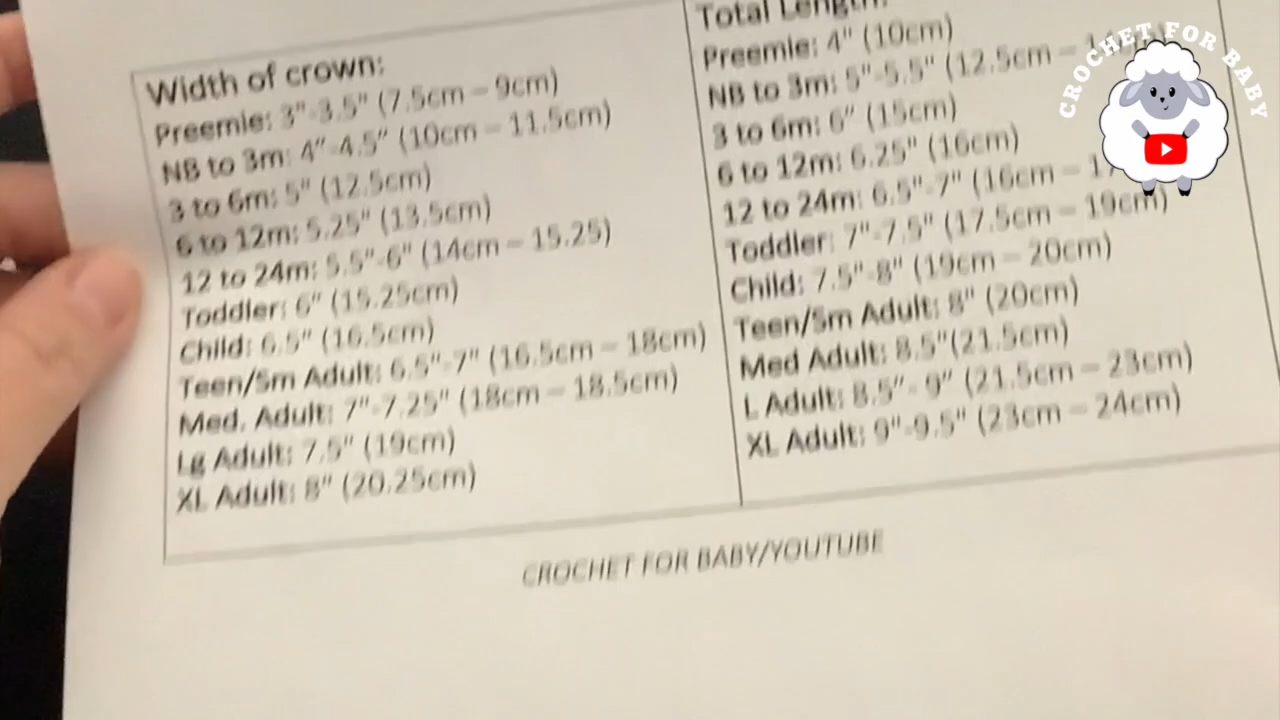 Width of crown:
Preemie: 3"-3.5" (7.5cm – 9cm)
NB to 3m: 4"-4.5" (10cm – 11.5cm)
3 to 6m: 5" (12.5cm)
6 to 12m: 5.25" (13.5cm)
12 to 24m: 5.5"-6" (14cm – 15.25)
Toddler: 6" (15.25cm)
Child: 6.5" (16.5cm)
Teen/Sm Adult: 6.5"-7" (16.5cm – 18cm)
Med. Adult: 7"-7.25" (18cm – 18.5cm)
Lg Adult: 7.5" (19cm)
XL Adult: 8" (20.25cm)
Total Length:
Preemie: 4" (10cm)
NB to 3m: 5"-5.5" (12.5cm –
3 to 6m: 6" (15cm)
6 to 12m: 6.25" (16cm)
12 to 24m: 6.5"-7" (16cm –
Toddler: 7"-7.5" (17.5cm – 19cm)
Child: 7.5"-8" (19cm – 20cm)
Teen/Sm Adult: 8" (20cm)
Med Adult: 8.5"(21.5cm)
L Adult: 8.5"- 9" (21.5cm – 23cm)
XL Adult: 9"-9.5" (23cm – 24cm)
CROCHET FOR BABY/YOUTUBE
CROCHET FOR BABY